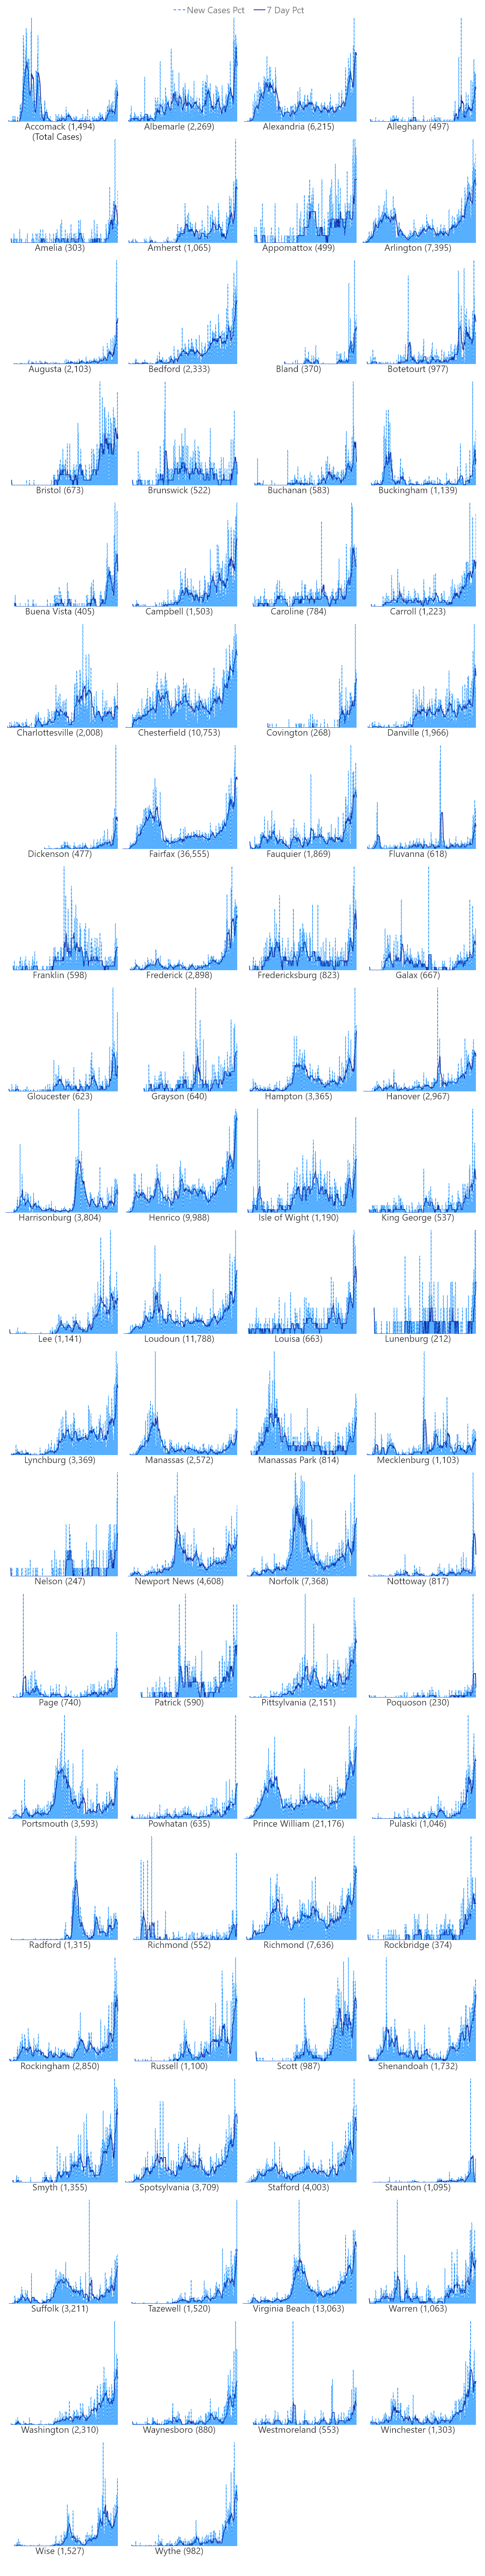 New Cases Pct 7 Day Pct
Accomack (1,494) Albemarle (2,269) Alexandria (6,215) Alleghany (497)
(Total Cases)
Amelia (303) Amherst (1,065) Appomattox (499) Arlington (7,395)
Augusta (2,103) Bedford (2,333) Bland (370) Botetourt (977)
Bristol (673) Brunswick (522) Buchanan (583) Buckingham (1,139)
Buena Vista (405) Campbell (1,503) Caroline (784) Carroll (1,223)
Charlottesville (2,008) Chesterfield (10,753) Covington (268) Danville (1,966)
Dickenson (477) Fairfax (36,555) Fauquier (1,869) Fluvanna (618)
Franklin (598) Frederick (2,898) Fredericksburg (823) Galax (667)
Gloucester (623) Grayson (640) Hampton (3,365) Hanover (2,967)
Harrisonburg (3,804) Henrico (9,988) Isle of Wight (1,190) King George (537)
Lee (1,141) Loudoun (11,788) Louisa (663) Lunenburg (212)
Lynchburg (3,369) Manassas (2,572) Manassas Park (814) Mecklenburg (1,103)
Nelson (247) Newport News (4,608) Norfolk (7,368) Nottoway (817)
Page (740) Patrick (590) Pittsylvania (2,151) Poquoson (230)
Portsmouth (3,593) Powhatan (635) Prince William (21,176) Pulaski (1,046)
Radford (1,315) Richmond (552) Richmond (7,636) Rockbridge (374)
Rockingham (2,850) Russell (1,100) Scott (987) Shenandoah (1,732)
Smyth (1,355) Spotsylvania (3,709) Stafford (4,003) Staunton (1,095)
Suffolk (3,211) Tazewell (1,520) Virginia Beach (13,063) Warren (1,063)
Washington (2,310) Waynesboro (880) Westmoreland (553) Winchester (1,303)
Wise (1,527) Wythe (982)